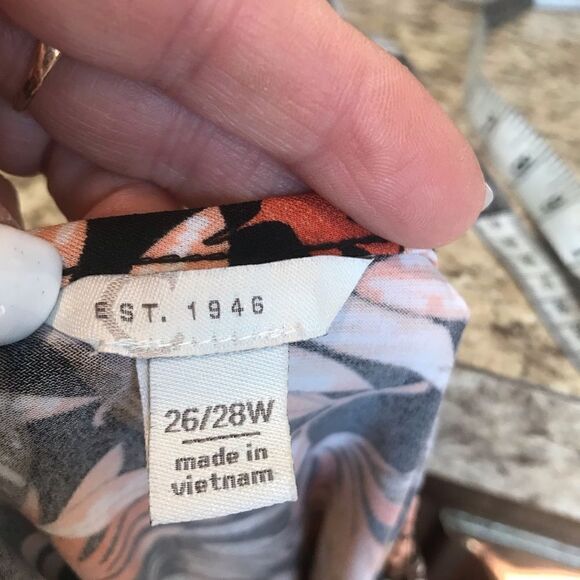 EST. 1946
26/28W
made in
vietnam